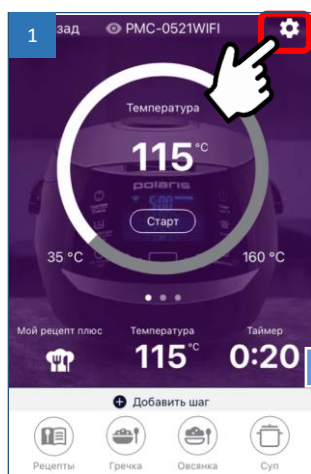 1 зад PMC-0521WIFI
Температура
115 °C
polaris
Старт
35 °C 160 °C
Мой рецепт плюс Температура Таймер
115 °C 0:20
Добавить шаг
Рецепты Гречка Овсянка Суп